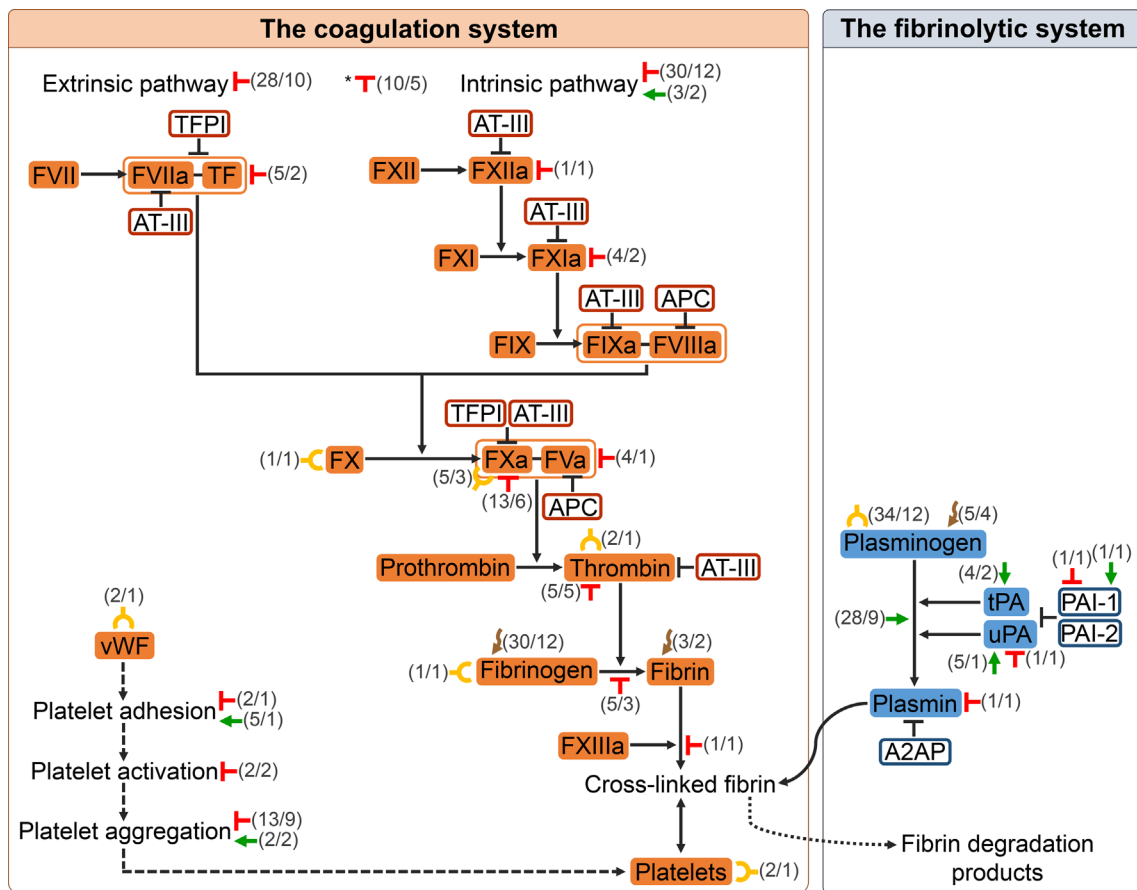 The coagulation system
The fibrinolytic system
Extrinsic pathway
(28/10)
*
(10/5)
Intrinsic pathway
(30/12)
(3/2)
TFPI
AT-III
FVII
FVIIa
TF
(5/2)
FXII
FXIIa
(1/1)
AT-III
AT-III
FXI
FXIa
(4/2)
AT-III
APC
FIX
FIXa
FVIIIa
TFPI
AT-III
(1/1)
FX
FXa
FVa
(4/1)
(5/3)
(13/6)
APC
(2/1)
Prothrombin
Thrombin
AT-III
(5/5)
(34/12)
(5/4)
Plasminogen
(4/2)
(1/1)
(1/1)
tPA
PAI-1
(28/9)
uPA
PAI-2
(5/1)
(1/1)
(2/1)
vWF
(30/12)
(3/2)
(1/1)
Fibrinogen
Fibrin
(5/3)
Plasmin
(1/1)
A2AP
Platelet adhesion
(2/1)
(5/1)
FXIIIa
(1/1)
Platelet activation
(2/2)
Cross-linked fibrin
Platelet aggregation
(13/9)
(2/2)
Fibrin degradation
products
Platelets
(2/1)